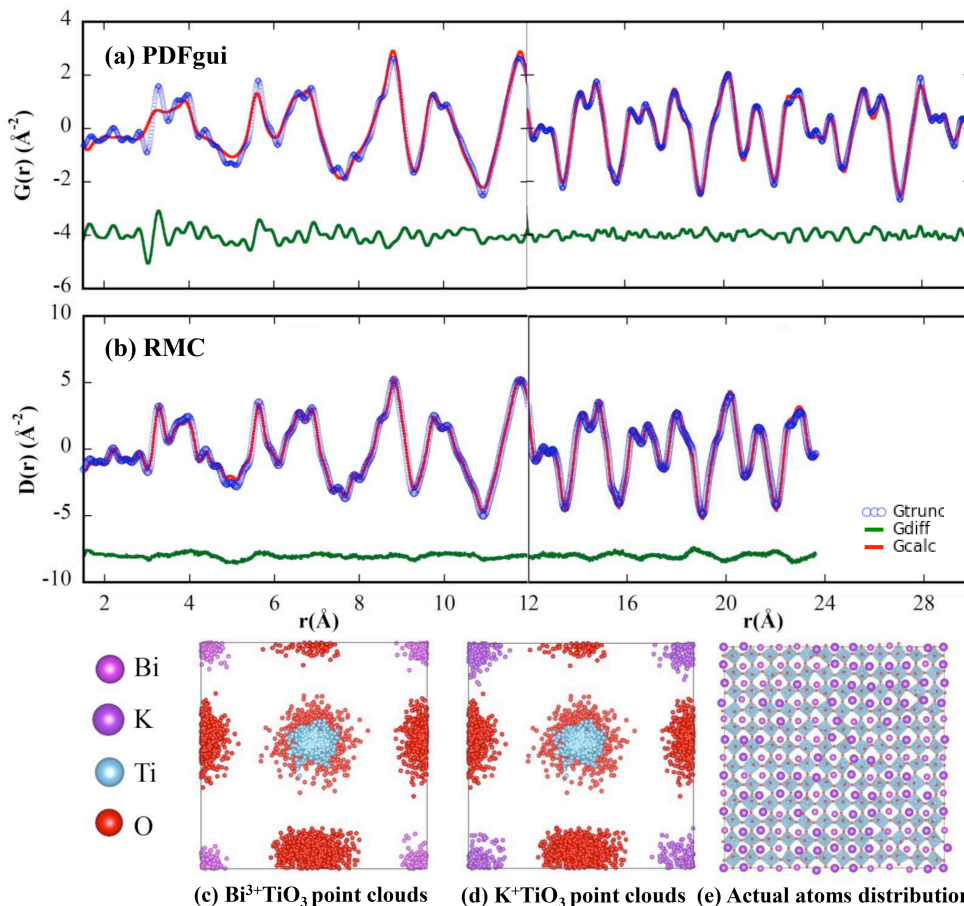 (a) PDFgui
G(r) (Å⁻²)
4
2
0
-2
-4
-6
(b) RMC
D(r) (Å⁻²)
10
5
0
-5
-10
Gtrunc
Gdiff
Gcalc
2 4 6 8 10 12 16 20 24 28
r(Å) r(Å)
Bi
K
Ti
O
(c) Bi³⁺TiO₃ point clouds (d) K⁺TiO₃ point clouds (e) Actual atoms distribution